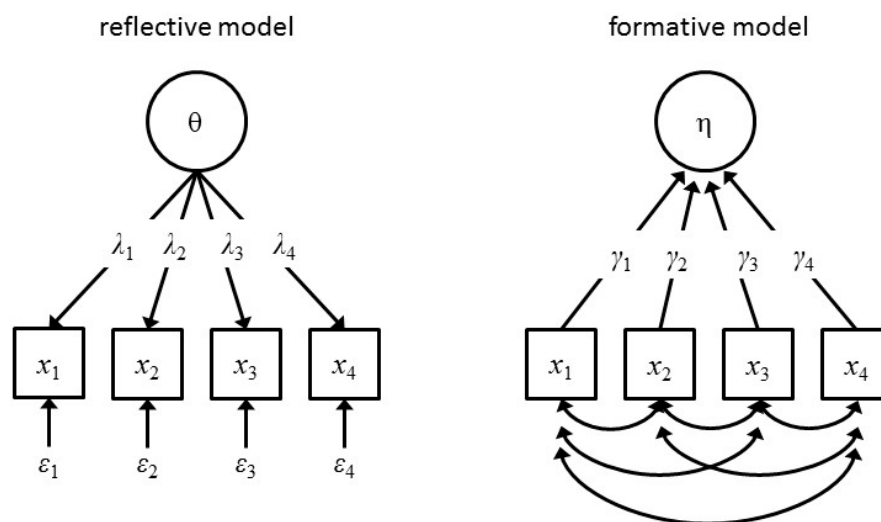 reflective model
formative model
θ
η
λ1 λ2 λ3 λ4
γ1 γ2 γ3 γ4
x1 x2 x3 x4
x1 x2 x3 x4
ε1 ε2 ε3 ε4